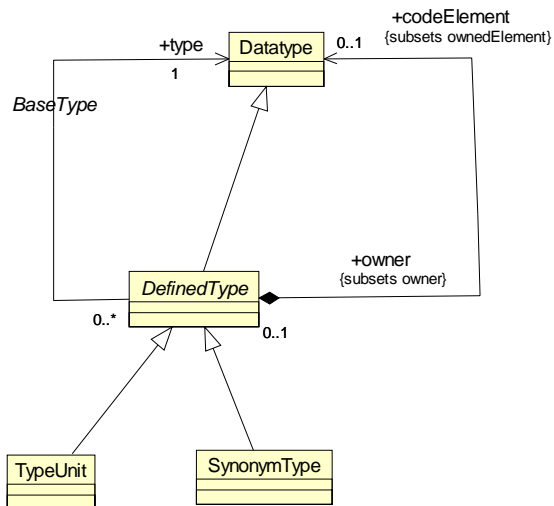 +codeElement
{subsets ownedElement}
0..1
+type
1
Datatype
BaseType
+owner
{subsets owner}
DefinedType
0..*
0..1
TypeUnit
SynonymType